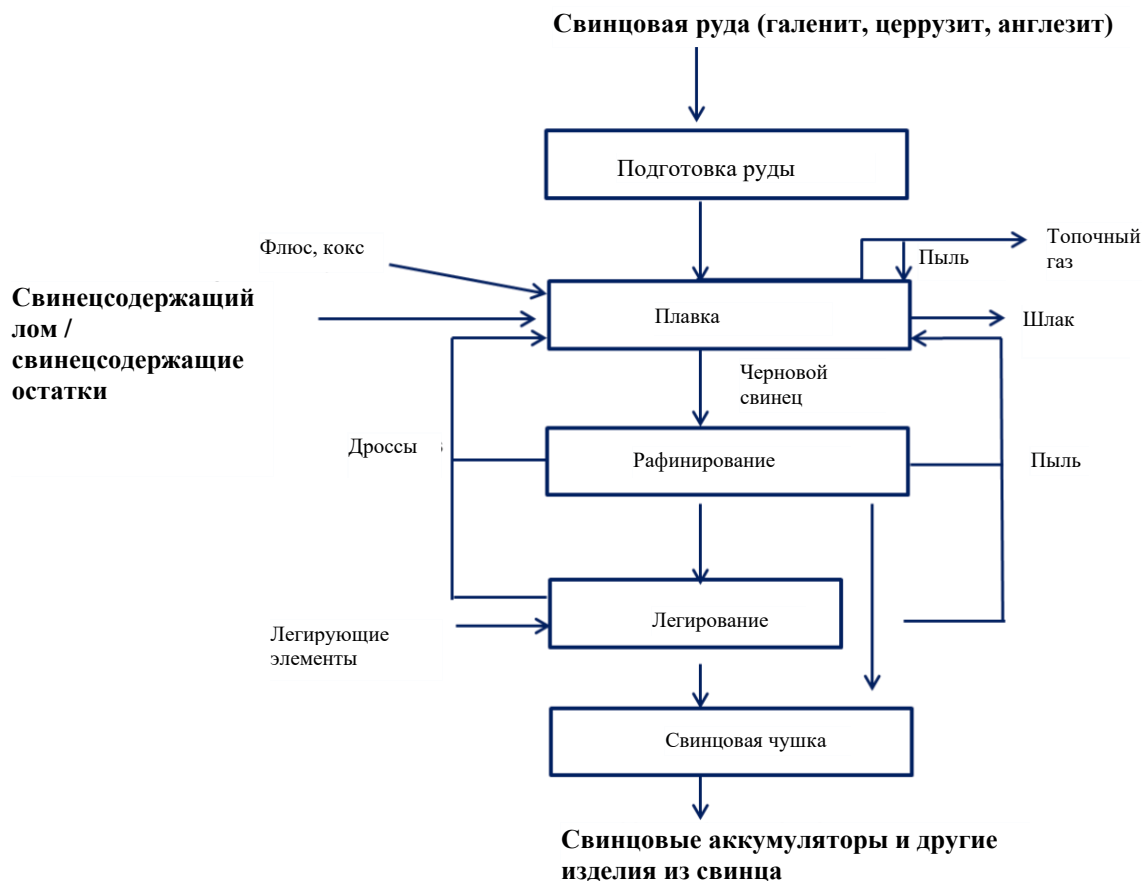 Свинцовая руда (галенит, церрузит, англезит)
Подготовка руды
Флюс, кокс
Топочный
газ
Пыль
Свинецсодержащий
лом /
свинецсодержащие
остатки
Плавка
Шлак
Черновой
свинец
Дроссы
Рафинирование
Пыль
Легирующие
элементы
Легирование
Свинцовая чушка
Свинцовые аккумуляторы и другие
изделия из свинца